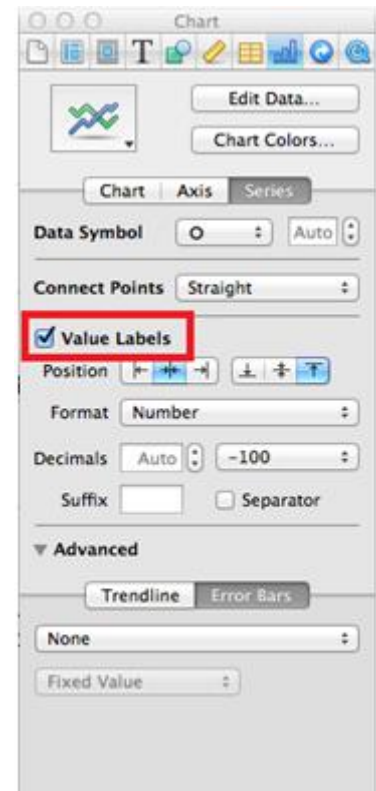 Chart
T
Edit Data...
Chart Colors...
Chart Axis Series
Data Symbol Auto
Connect Points Straight
Value Labels
Position
Format Number
Decimals Auto -100
Suffix Separator
Advanced
Trendline Error Bars
None
Fixed Value